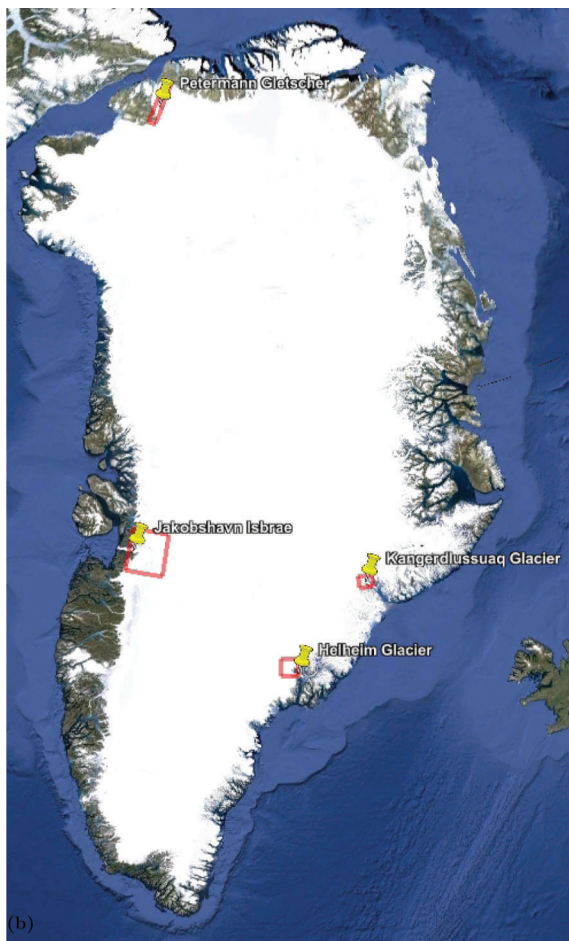 Petermann Gletscher
Jakobshavn Isbrae
Kangerdlussuaq Glacier
Helheim Glacier
(b)